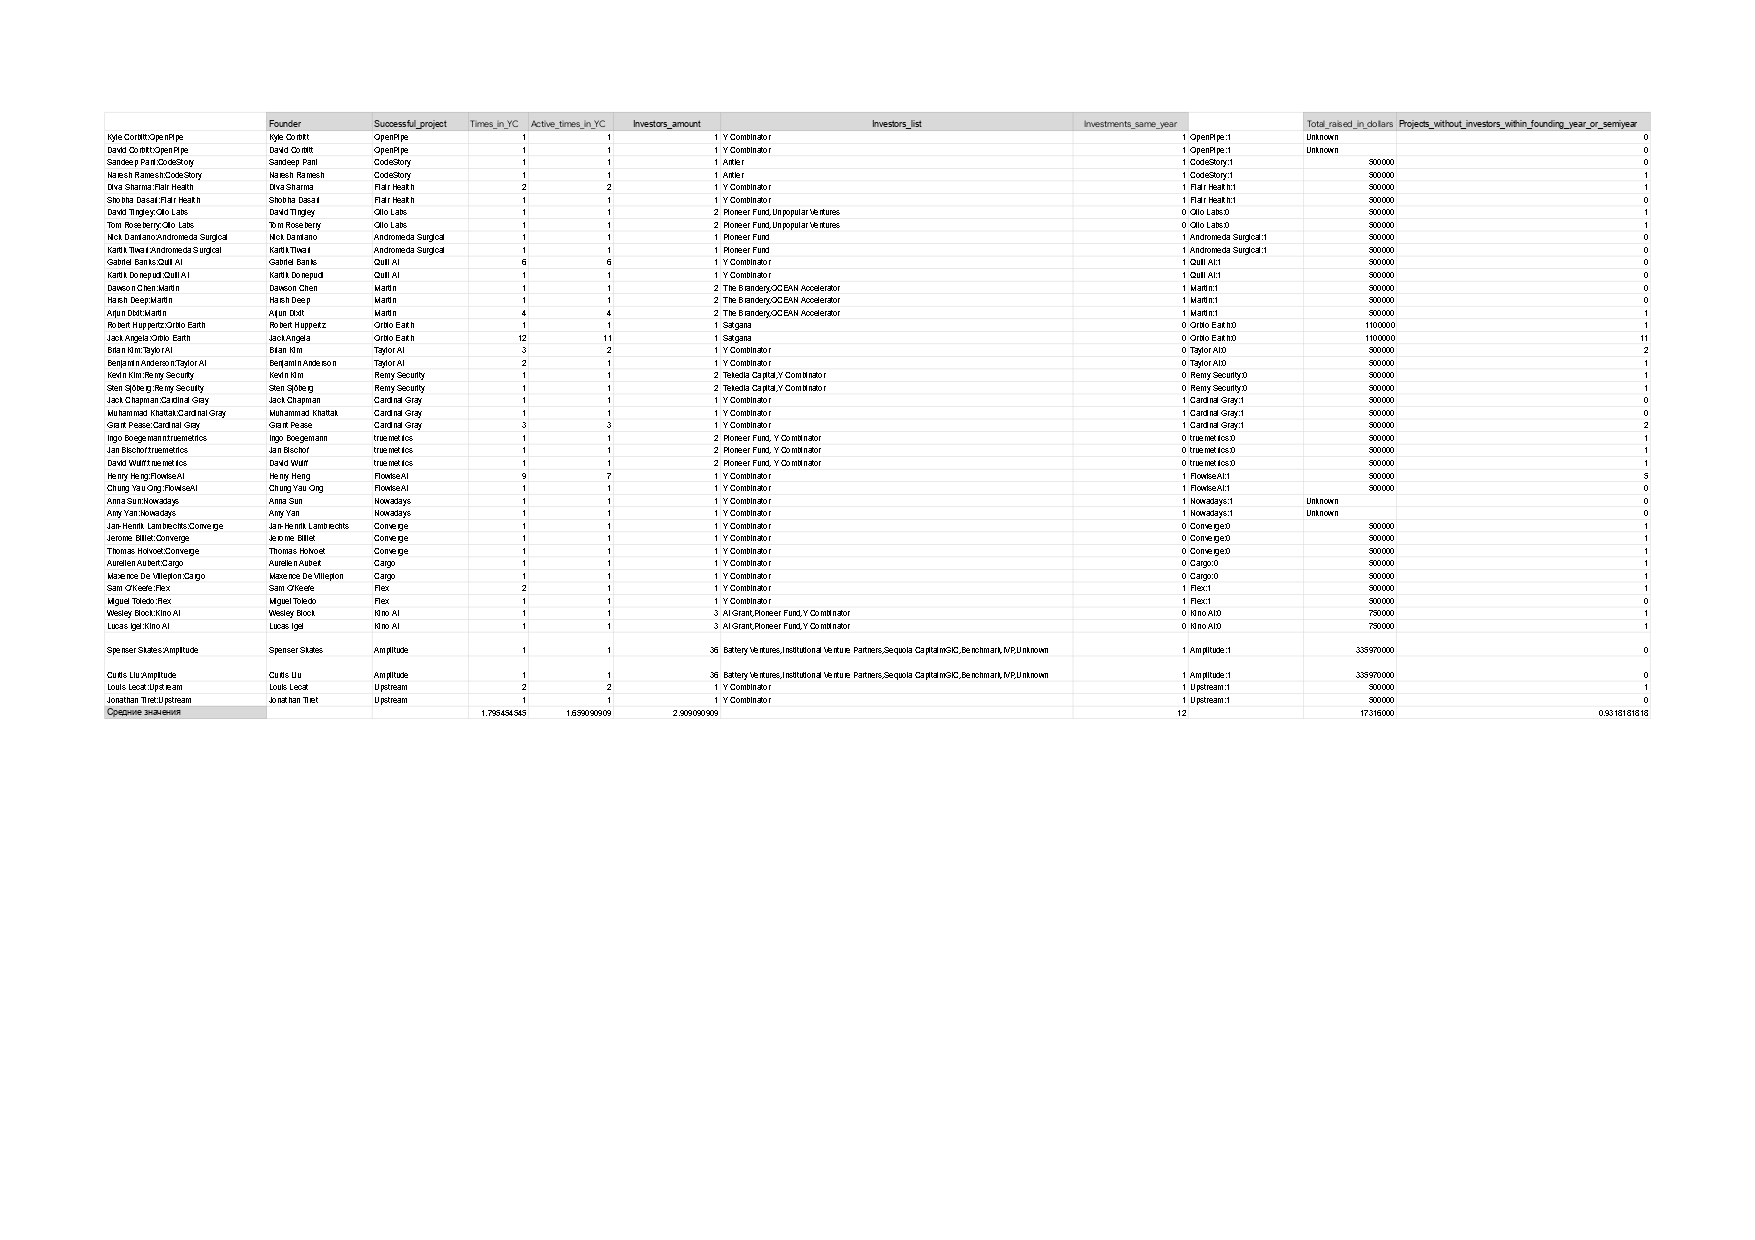 Founder Successful_project Times_in_YC Active_times_in_YC Investors_amount Investors_list Investments_same_year Total_raised_in_dollars Projects_without_investors_within_founding_year_or_semiyear
Kyle Corbitt:OpenPipe Kyle Corbitt OpenPipe 1 1 1 Y Combinator 1 OpenPipe:1 Unknown 0
David Corbitt:OpenPipe David Corbitt OpenPipe 1 1 1 Y Combinator 1 OpenPipe:1 Unknown 0
Sandeep Pani:CodeStory Sandeep Pani CodeStory 1 1 1 Antler 1 CodeStory:1 500000 0
Naresh Ramesh:CodeStory Naresh Ramesh CodeStory 1 1 1 Antler 1 CodeStory:1 500000 1
Diva Sharma:Flair Health Diva Sharma Flair Health 2 2 1 Y Combinator 1 Flair Health:1 500000 1
Shobha Dasari:Flair Health Shobha Dasari Flair Health 1 1 1 Y Combinator 1 Flair Health:1 500000 0
David Tingley:Olio Labs David Tingley Olio Labs 1 1 2 Pioneer Fund,Unpopular Ventures 0 Olio Labs:0 500000 1
Tom Roseberry:Olio Labs Tom Roseberry Olio Labs 1 1 2 Pioneer Fund,Unpopular Ventures 0 Olio Labs:0 500000 1
Nick Damiano:Andromeda Surgical Nick Damiano Andromeda Surgical 1 1 1 Pioneer Fund 1 Andromeda Surgical:1 500000 0
Kartik Tiwari:Andromeda Surgical Kartik Tiwari Andromeda Surgical 1 1 1 Pioneer Fund 1 Andromeda Surgical:1 500000 0
Gabriel Banks:Quill AI Gabriel Banks Quill AI 6 6 1 Y Combinator 1 Quill AI:1 500000 0
Kartik Donepudi:Quill AI Kartik Donepudi Quill AI 1 1 1 Y Combinator 1 Quill AI:1 500000 0
Dawson Chen:Martin Dawson Chen Martin 1 1 2 The Brandery,OCEAN Accelerator 1 Martin:1 500000 0
Harsh Deep:Martin Harsh Deep Martin 1 1 2 The Brandery,OCEAN Accelerator 1 Martin:1 500000 0
Arjun Dixit:Martin Arjun Dixit Martin 4 4 2 The Brandery,OCEAN Accelerator 1 Martin:1 500000 0
Robert Huppertz:Orbio Earth Robert Huppertz Orbio Earth 1 1 1 Satgana 0 Orbio Earth:0 1100000 1
Jack Angela:Orbio Earth Jack Angela Orbio Earth 12 11 1 Satgana 0 Orbio Earth:0 1100000 11
Brian Kim:Taylor AI Brian Kim Taylor AI 3 2 1 Y Combinator 0 Taylor AI:0 500000 2
Benjamin Anderson:Taylor AI Benjamin Anderson Taylor AI 2 1 1 Y Combinator 0 Taylor AI:0 500000 1
Kevin Kim:Remy Security Kevin Kim Remy Security 1 1 2 Tekedia Capital,Y Combinator 0 Remy Security:0 500000 1
Sten Sjöberg:Remy Security Sten Sjöberg Remy Security 1 1 2 Tekedia Capital,Y Combinator 0 Remy Security:0 500000 1
Jack Chapman:Cardinal Gray Jack Chapman Cardinal Gray 1 1 1 Y Combinator 1 Cardinal Gray:1 500000 0
Muhammad Khattak:Cardinal Gray Muhammad Khattak Cardinal Gray 1 1 1 Y Combinator 1 Cardinal Gray:1 500000 0
Grant Pease:Cardinal Gray Grant Pease Cardinal Gray 3 3 1 Y Combinator 1 Cardinal Gray:1 500000 2
Ingo Boegemann:truemetrics Ingo Boegemann truemetrics 1 1 2 Pioneer Fund, Y Combinator 0 truemetrics:0 500000 1
Jan Bischof:truemetrics Jan Bischof truemetrics 1 1 2 Pioneer Fund, Y Combinator 0 truemetrics:0 500000 1
David Wulff:truemetrics David Wulff truemetrics 1 1 2 Pioneer Fund, Y Combinator 0 truemetrics:0 500000 1
Henry Heng:FlowiseAI Henry Heng FlowiseAI 9 7 1 Y Combinator 1 FlowiseAI:1 500000 5
Chung Yau Ong:FlowiseAI Chung Yau Ong FlowiseAI 1 1 1 Y Combinator 1 FlowiseAI:1 500000 0
Anna Sun:Nowadays Anna Sun Nowadays 1 1 1 Y Combinator 1 Nowadays:1 Unknown 0
Amy Yan:Nowadays Amy Yan Nowadays 1 1 1 Y Combinator 1 Nowadays:1 Unknown 0
Jan-Henrik Lambrechts:Converge Jan-Henrik Lambrechts Converge 1 1 1 Y Combinator 0 Converge:0 500000 1
Jerome Billiet:Converge Jerome Billiet Converge 1 1 1 Y Combinator 0 Converge:0 500000 1
Thomas Holvoet:Converge Thomas Holvoet Converge 1 1 1 Y Combinator 0 Converge:0 500000 1
Aurelien Aubert:Cargo Aurelien Aubert Cargo 1 1 1 Y Combinator 0 Cargo:0 500000 1
Maxence De Villepion:Cargo Maxence De Villepion Cargo 1 1 1 Y Combinator 0 Cargo:0 500000 1
Sam O'Keefe:Flex Sam O'Keefe Flex 2 1 1 Y Combinator 1 Flex:1 500000 1
Miguel Toledo:Flex Miguel Toledo Flex 1 1 1 Y Combinator 1 Flex:1 500000 0
Wesley Block:Kino AI Wesley Block Kino AI 1 1 3 AI Grant,Pioneer Fund,Y Combinator 0 Kino AI:0 750000 1
Lucas Igel:Kino AI Lucas Igel Kino AI 1 1 3 AI Grant,Pioneer Fund,Y Combinator 0 Kino AI:0 750000 1
Spenser Skates:Amplitude Spenser Skates Amplitude 1 1 36 Battery Ventures,Institutional Venture Partners,Sequoia CapitalmGIC,Benchmark,IVP,Unknown 1 Amplitude:1 335970000 0
Curtis Liu:Amplitude Curtis Liu Amplitude 1 1 36 Battery Ventures,Institutional Venture Partners,Sequoia CapitalmGIC,Benchmark,IVP,Unknown 1 Amplitude:1 335970000 0
Louis Lecat:Upstream Louis Lecat Upstream 2 2 1 Y Combinator 1 Upstream:1 500000 1
Jonathan Tiret:Upstream Jonathan Tiret Upstream 1 1 1 Y Combinator 1 Upstream:1 500000 0
Средние значения 1.795454545 1.659090909 2.909090909 12 17316000 0.9318181818